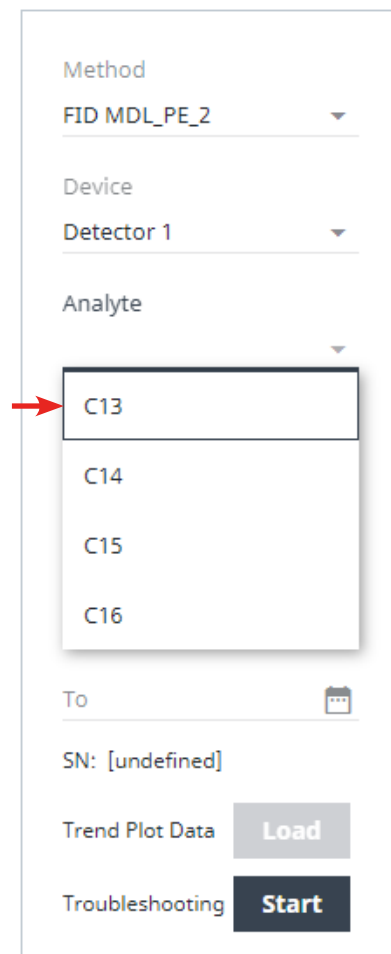 Method
FID MDL_PE_2
Device
Detector 1
Analyte
C13
C14
C15
C16
To
SN: [undefined]
Trend Plot Data Load
Troubleshooting Start